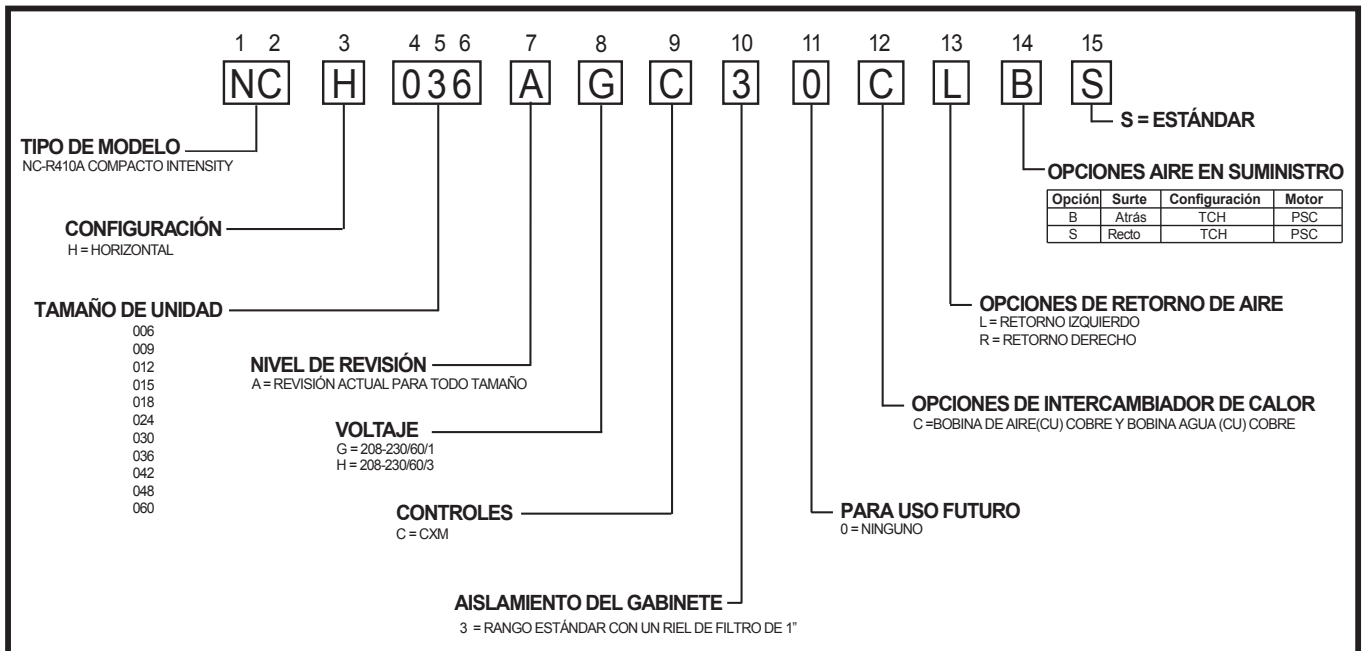 1 2 3 4 5 6 7 8 9 10 11 12 13 14 15
NC H 036 A G C 3 0 C L B S
S = ESTÁNDAR
TIPO DE MODELO
NC-R410A COMPACTO INTENSITY
OPCIONES AIRE EN SUMINISTRO
Opción Surte Configuración Motor
B Atrás TCH PSC
S Recto TCH PSC
CONFIGURACIÓN
H = HORIZONTAL
TAMAÑO DE UNIDAD
006
009
012
015
018
024
030
036
042
048
060
OPCIONES DE RETORNO DE AIRE
L = RETORNO IZQUIERDO
R = RETORNO DERECHO
NIVEL DE REVISIÓN
A = REVISIÓN ACTUAL PARA TODO TAMAÑO
OPCIONES DE INTERCAMBIADOR DE CALOR
C =BOBINA DE AIRE(CU) COBRE Y BOBINA AGUA (CU) COBRE
VOLTAJE
G = 208-230/60/1
H = 208-230/60/3
CONTROLES
C = CXM
PARA USO FUTURO
0 = NINGUNO
AISLAMIENTO DEL GABINETE
3 = RANGO ESTÁNDAR CON UN RIEL DE FILTRO DE 1”